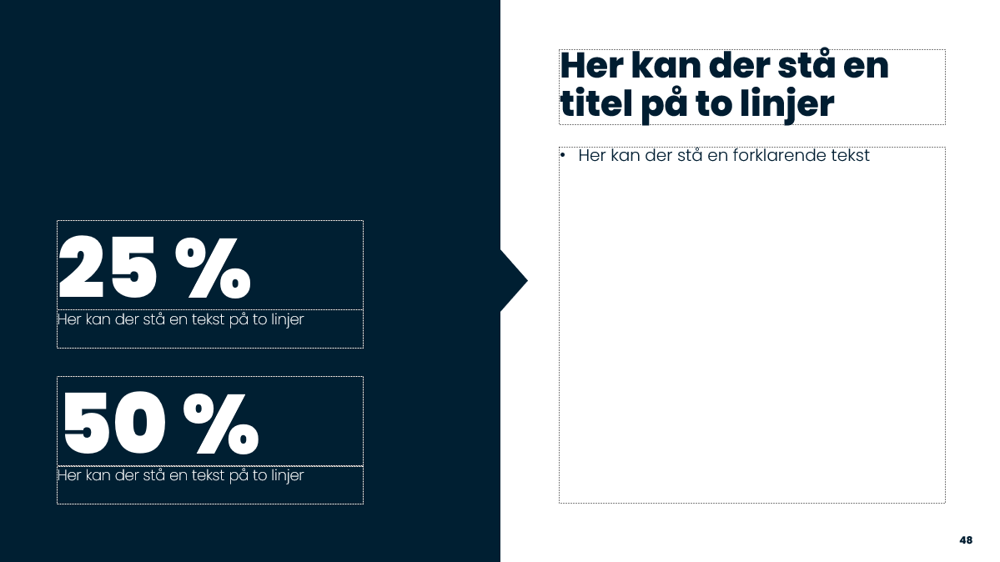 25 %
Her kan der stå en tekst på to linjer
50 %
Her kan der stå en tekst på to linjer
Her kan der stå en
titel på to linjer
• Her kan der stå en forklarende tekst
48